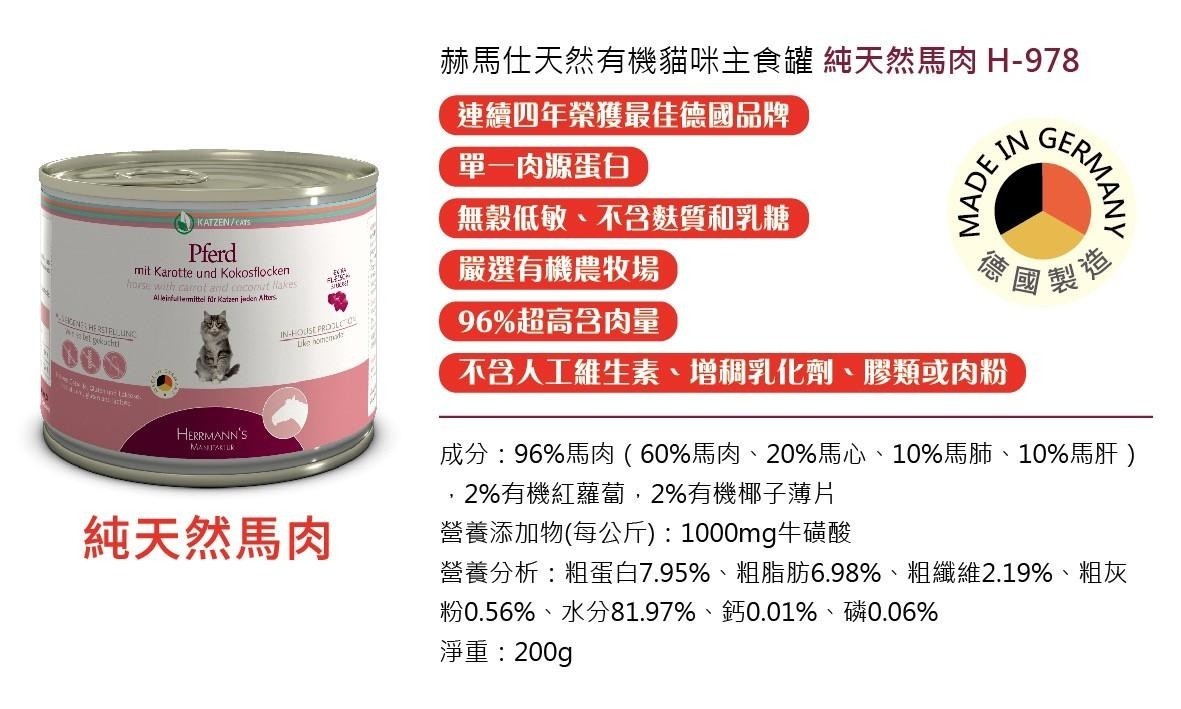 赫馬仕天然有機貓咪主食罐 純天然馬肉 H-978
連續四年榮獲最佳德國品牌
單一肉源蛋白
無穀低敏、不含麩質和乳糖
嚴選有機農牧場
96%超高含肉量
不含人工維生素、增稠乳化劑、膠類或肉粉
MADE IN GERMANY
德國製造
KATZEN / CATS
Pferd
mit Karotte und Kokosflocken
horse with carrot and coconut flakes
Alleinfuttermittel für Katzen jeden Alters.
IN-HOUSE PRODUCTION
Like homemade
HERRMANN'S
MANUFAKTUR
純天然馬肉
成分：96%馬肉（60%馬肉、20%馬心、10%馬肺、10%馬肝）
，2%有機紅蘿蔔，2%有機椰子薄片
營養添加物(每公斤)：1000mg牛磺酸
營養分析：粗蛋白7.95%、粗脂肪6.98%、粗纖維2.19%、粗灰
粉0.56%、水分81.97%、鈣0.01%、磷0.06%
淨重：200g